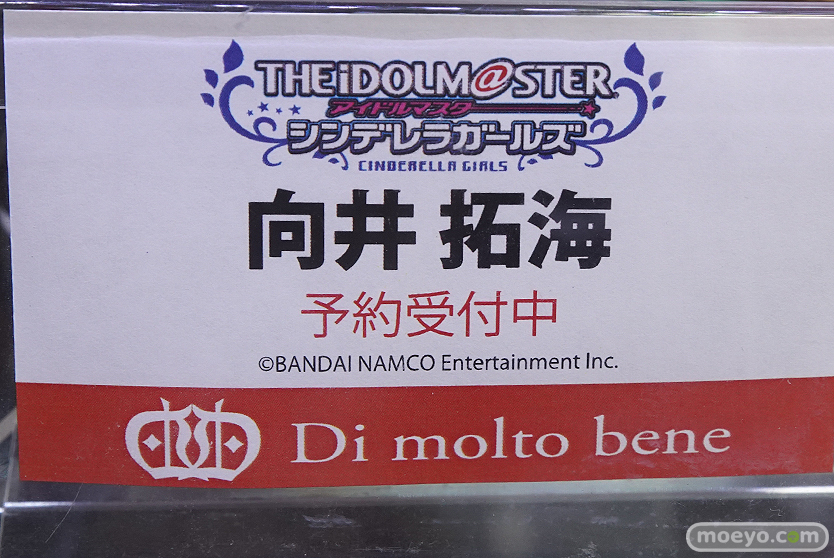 THE iDOLM@STER
アイドルマスター
シンデレラガールズ
CINDERELLA GIRLS
向井 拓海
予約受付中
©BANDAI NAMCO Entertainment Inc.
Di molto bene
moeyo.com